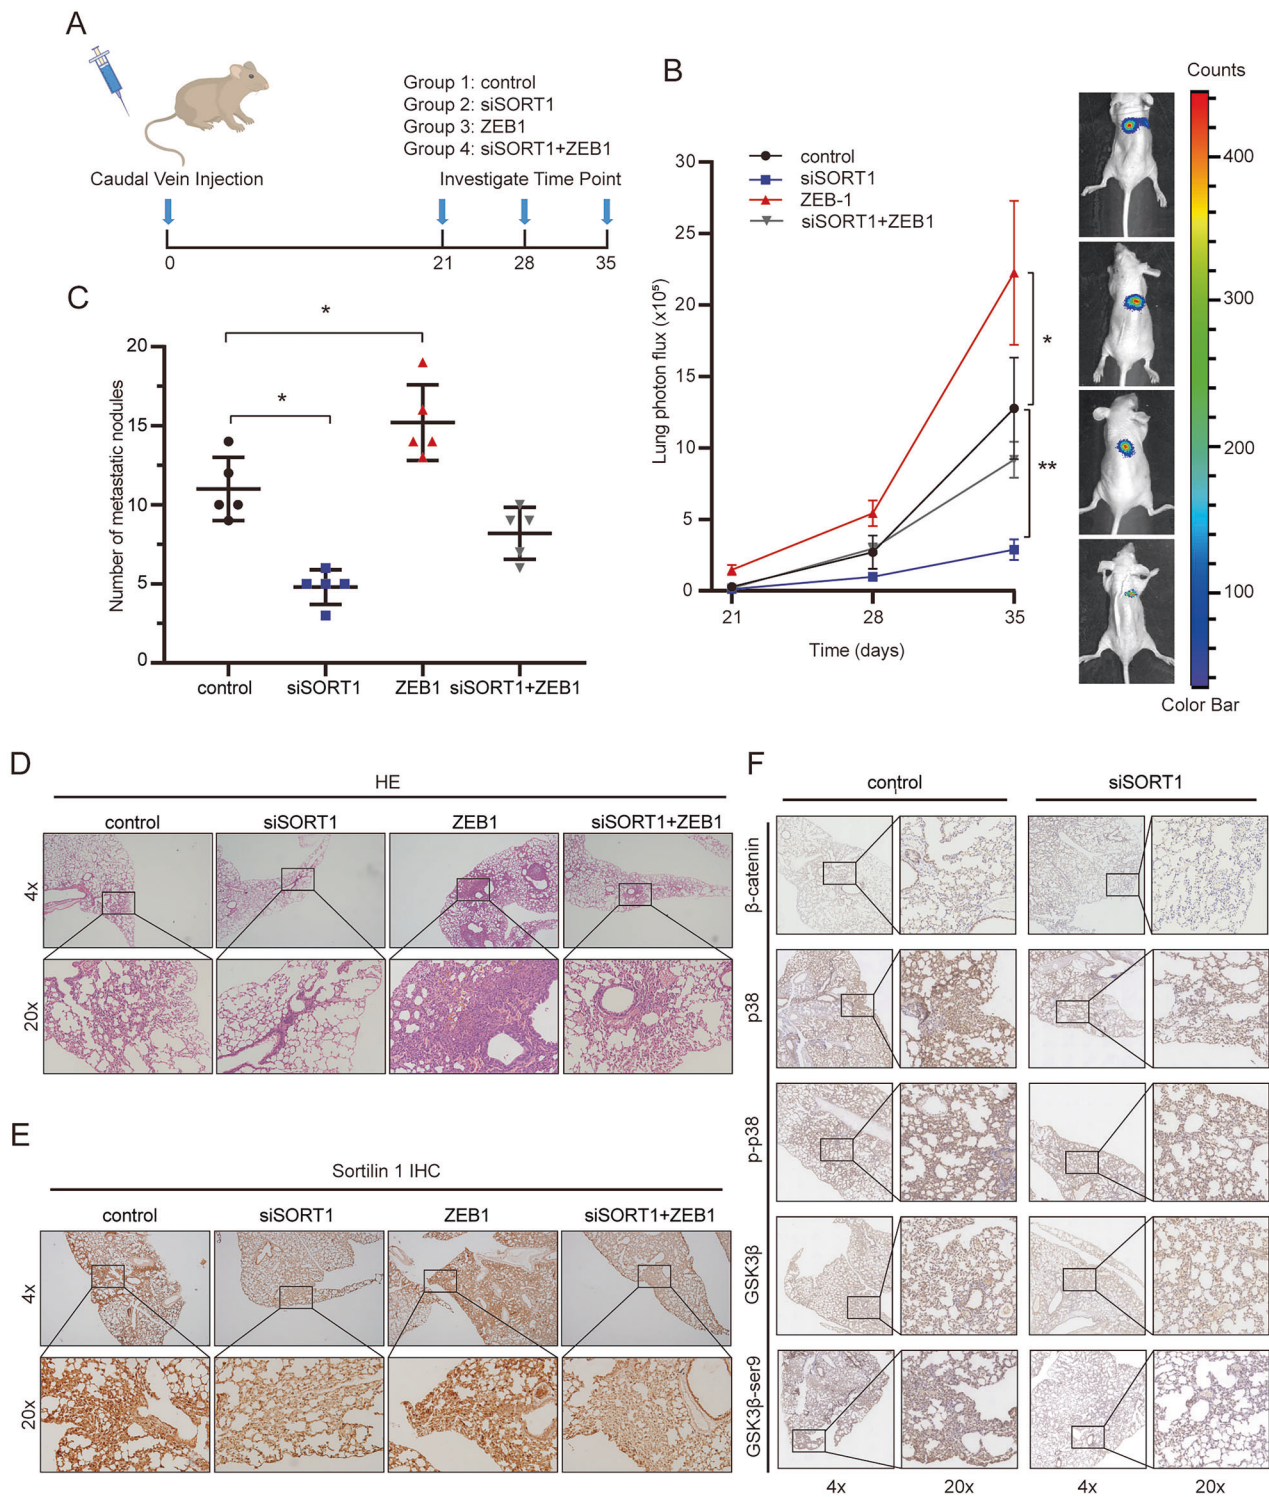 A
Group 1: control
Group 2: siSORT1
Group 3: ZEB1
Group 4: siSORT1+ZEB1
Caudal Vein Injection
Investigate Time Point
0
21
28
35
B
Counts
400
300
200
100
Color Bar
control
siSORT1
ZEB-1
siSORT1+ZEB1
Lung photon flux (x10⁵)
30
25
20
15
10
5
0
*
**
21
28
35
Time (days)
C
Number of metastatic nodules
20
15
10
5
0
*
*
control
siSORT1
ZEB1
siSORT1+ZEB1
D
HE
control
siSORT1
ZEB1
siSORT1+ZEB1
4x
20x
E
Sortilin 1 IHC
control
siSORT1
ZEB1
siSORT1+ZEB1
4x
20x
F
control
siSORT1
β-catenin
p38
p-p38
GSK3β
GSK3β-ser9
4x
20x
4x
20x